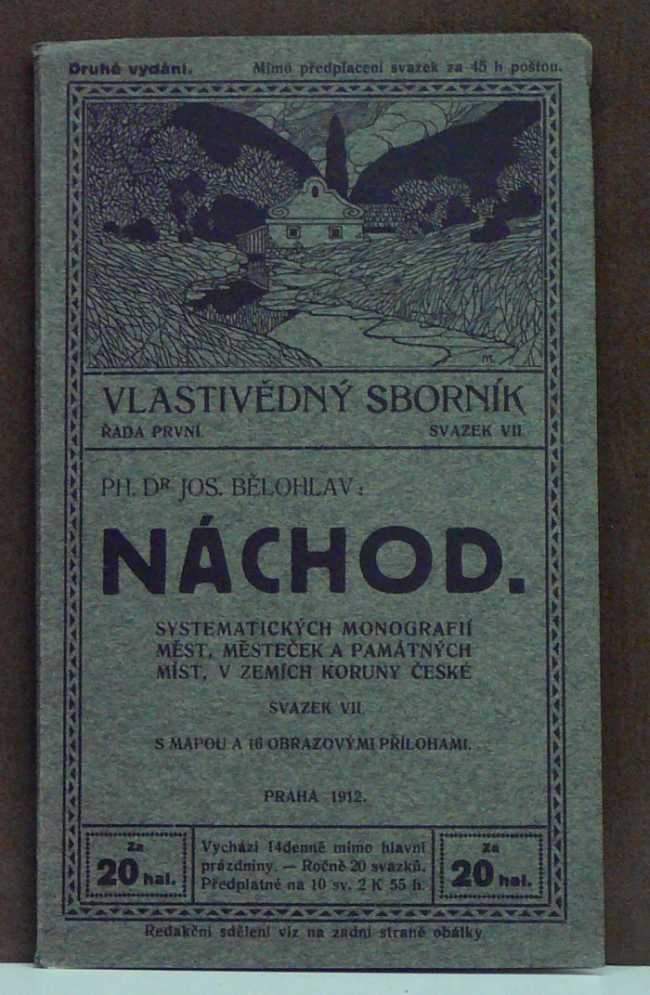 Druhé vydání. Mimo předplacení svazek za 45 h poštou.
M.
VLASTIVĚDNÝ SBORNÍK
ŘADA PRVNÍ. SVAZEK VII.
PH. DR JOS. BĚLOHLAV:
NÁCHOD.
SYSTEMATICKÝCH MONOGRAFIÍ
MĚST, MĚSTEČEK A PAMÁTNÝCH
MÍST, V ZEMÍCH KORUNY ČESKÉ
SVAZEK VII.
S MAPOU A 16 OBRAZOVÝMI PŘÍLOHAMI.
PRAHA 1912.
Za
20 hal.
Vychází 14denně mimo hlavní
prázdniny. — Ročně 20 svazků.
Předplatné na 10 sv. 2 K 55 h.
Za
20 hal.
Redakční sdělení viz na zadní straně obálky.